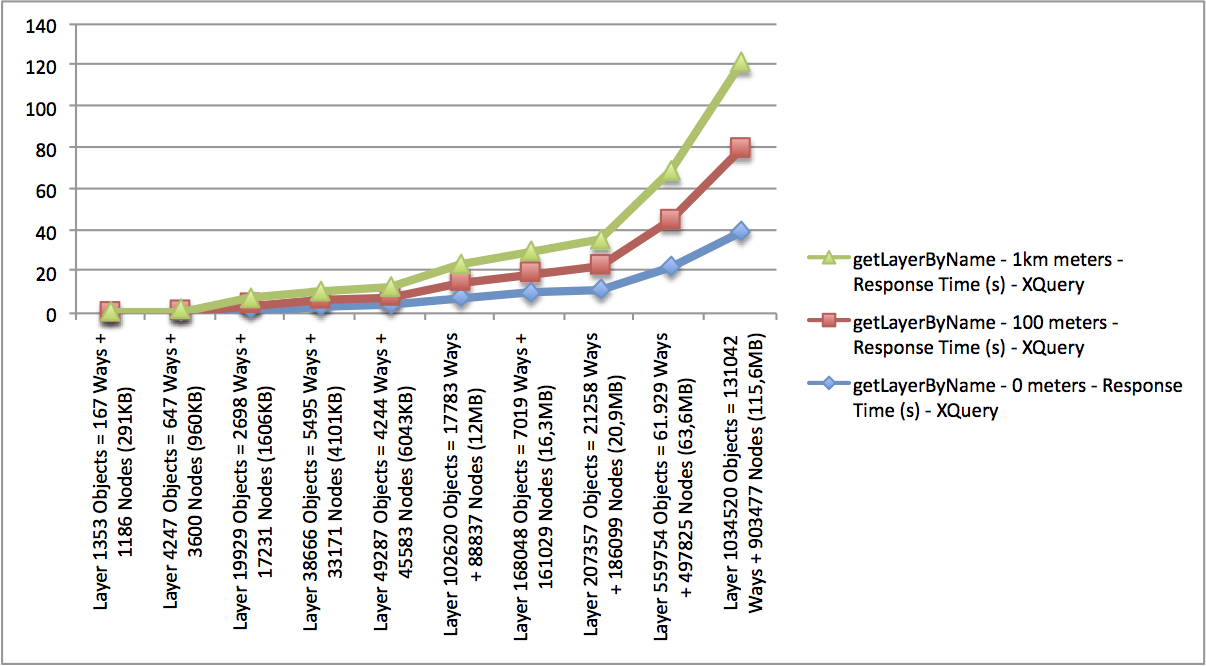 140
120
100
80
60
40
20
0
Layer 1353 Objects = 167 Ways +
1186 Nodes (291KB)
Layer 4247 Objects = 647 Ways +
3600 Nodes (960KB)
Layer 19929 Objects = 2698 Ways +
17231 Nodes (1606KB)
Layer 38666 Objects = 5495 Ways +
33171 Nodes (4101KB)
Layer 49287 Objects = 4244 Ways +
45583 Nodes (6043KB)
Layer 102620 Objects = 17783 Ways
+ 88837 Nodes (12MB)
Layer 168048 Objects = 7019 Ways +
161029 Nodes (16,3MB)
Layer 207357 Objects = 21258 Ways
+ 186099 Nodes (20,9MB)
Layer 559754 Objects = 61.929 Ways
+ 497825 Nodes (63,6MB)
Layer 1034520 Objects = 131042
Ways + 903477 Nodes (115,6MB)
getLayerByName - 1km meters -
Response Time (s) - XQuery
getLayerByName - 100 meters -
Response Time (s) - XQuery
getLayerByName - 0 meters - Response
Time (s) - XQuery